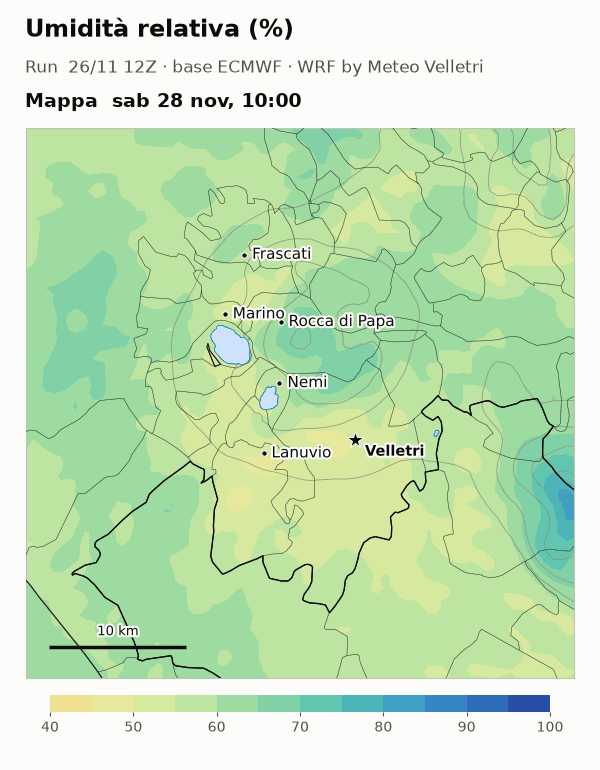 Umidità relativa (%)
Run  26/11 12Z · base ECMWF · WRF by Meteo Velletri
Mappa  sab 28 nov, 10:00
Frascati
Marino
Rocca di Papa
Nemi
Velletri
Lanuvio
10 km
40 50 60 70 80 90 100